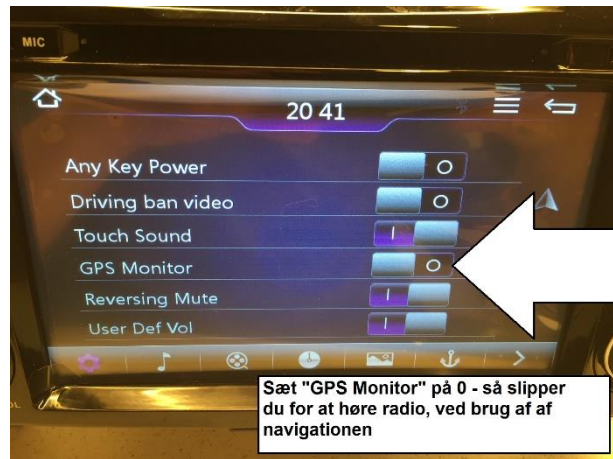 MIC
20 41
Any Key Power
O
Driving ban video
O
Touch Sound
I
GPS Monitor
O
Reversing Mute
I
User Def Vol
I
Sæt "GPS Monitor" på 0 - så slipper
du for at høre radio, ved brug af af
navigationen